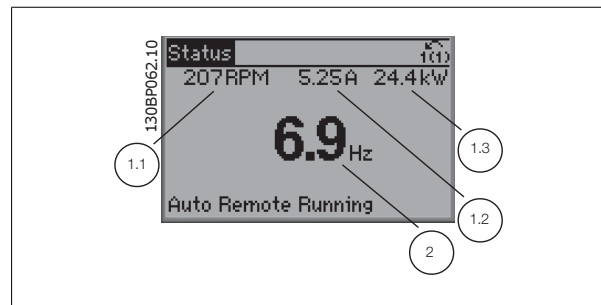 130BP062.10
Status 1(1)
207RPM 5.25A 24.4kW
6.9Hz
Auto Remote Running
1.1
1.3
1.2
2